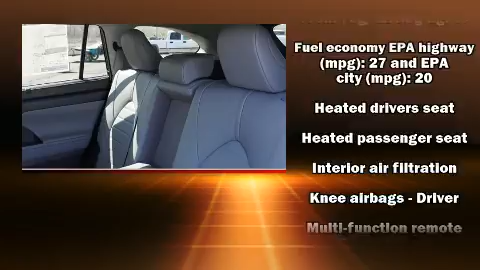 Fuel economy EPA highway
(mpg): 27 and EPA
city (mpg): 20
Heated drivers seat
Heated passenger seat
Interior air filtration
Knee airbags - Driver
Multi-function remote